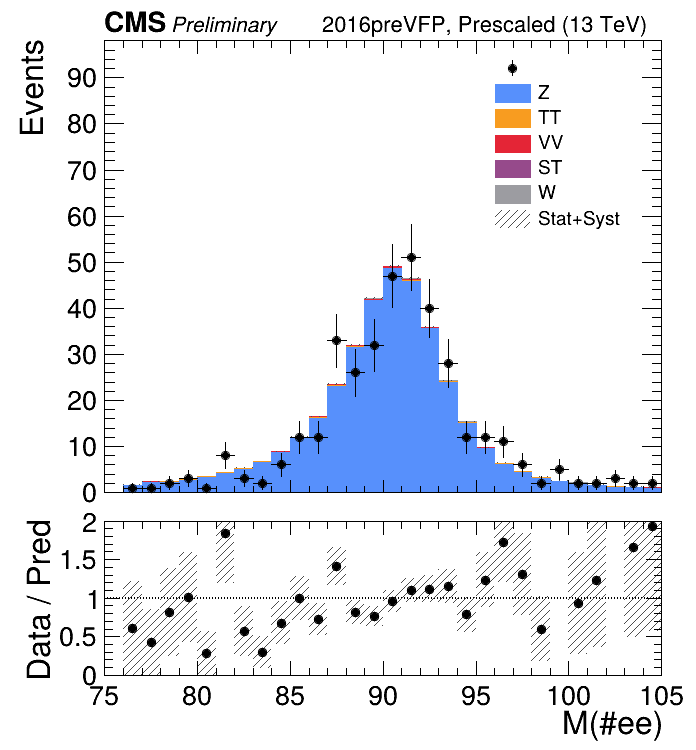 CMS Preliminary 2016preVFP, Prescaled (13 TeV)
Events
90
80
70
60
50
40
30
20
10
0
Z
TT
VV
ST
W
Stat+Syst
Data / Pred
2
1.5
1
0.5
0
75 80 85 90 95 100 105
M(#ee)